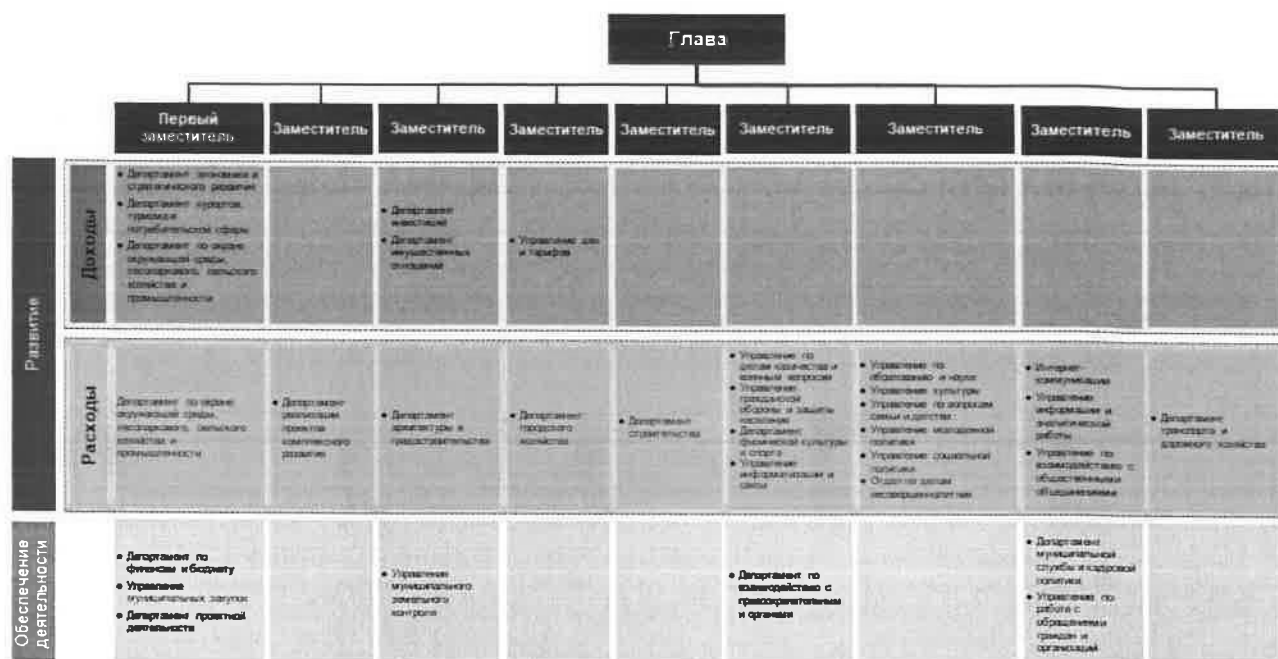 Глава
Первый
заместитель
Заместитель
Заместитель
Заместитель
Заместитель
Заместитель
Заместитель
Заместитель
Заместитель
Развитие
Доходы
• Департамент экономики и
стратегического развития
• Департамент курортов,
туризма и
потребительской сферы
• Департамент по охране
окружающей среды,
лесопаркового, сельского
хозяйства и
промышленности
• Департамент
инвестиций
• Департамент
имущественных
отношений
• Управление цен
и тарифов
Расходы
Департамент по охране
окружающей среды,
лесопаркового, сельского
хозяйства и
промышленности
• Департамент
реализации
проектов
комплексного
развития
• Департамент
архитектуры и
градостроительства
• Департамент
городского
хозяйства
• Департамент
строительства
• Управление по
делам казачества и
военным вопросам
• Управление
гражданской
обороны и защиты
населения
• Департамент
физической культуры
и спорта
• Управление
информатизации и
связи
• Управление по
образованию и науке
• Управление культуры
• Управление по вопросам
семьи и детства
• Управление молодежной
политики
• Управление социальной
политики
• Отдел по делам
несовершеннолетних
• Интернет-
коммуникации
• Управление
информации и
аналитической
работы
• Управление по
взаимодействию с
общественными
объединениями
• Департамент
транспорта и
дорожного хозяйства
Обеспечение
деятельности
• Департамент по
финансам и бюджету
• Управление
муниципальных закупок
• Департамент проектной
деятельности
• Управление
муниципального
земельного
контроля
• Департамент по
взаимодействию с
правоохранительным
и органами
• Департамент
муниципальной
службы и кадровой
политики
• Управление по
работе с
обращениями
граждан и
организаций